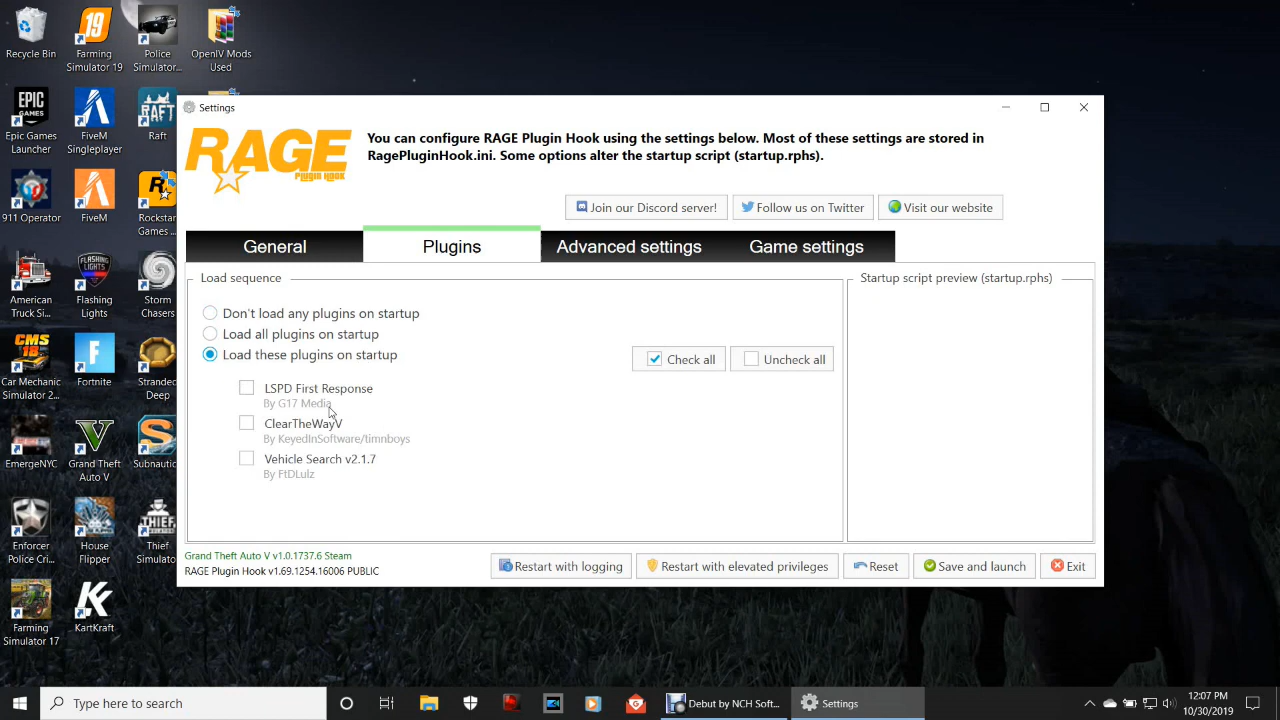 Recycle Bin
Farming
Simulator 19
Police
Simulator...
OpenIV Mods
Used
Epic Games
Launcher
FiveM
Singleplayer
Raft
911 Operator
FiveM
Rockstar
Games ...
American
Truck Si...
Flashing
Lights
Storm
Chasers
Car Mechanic
Simulator 2...
Fortnite
Stranded
Deep
EmergeNYC
Grand Theft
Auto V
Subnautic
Enforcer
Police Cri...
House
Flipper
Thief
Simulato
Farming
Simulator 17
KartKraft
Settings
RAGE
PLUGIN HOOK
You can configure RAGE Plugin Hook using the settings below. Most of these settings are stored in
RagePluginHook.ini. Some options alter the startup script (startup.rphs).
Join our Discord server!
Follow us on Twitter
Visit our website
General
Plugins
Advanced settings
Game settings
Load sequence
Don't load any plugins on startup
Load all plugins on startup
Load these plugins on startup
Check all
Uncheck all
LSPD First Response
By G17 Media
ClearTheWayV
By KeyedInSoftware/timnboys
Vehicle Search v2.1.7
By FtDLulz
Startup script preview (startup.rphs)
Grand Theft Auto V v1.0.1737.6 Steam
RAGE Plugin Hook v1.69.1254.16006 PUBLIC
Restart with logging
Restart with elevated privileges
Reset
Save and launch
Exit
Type here to search
Debut by NCH Soft...
Settings
12:07 PM
10/30/2019